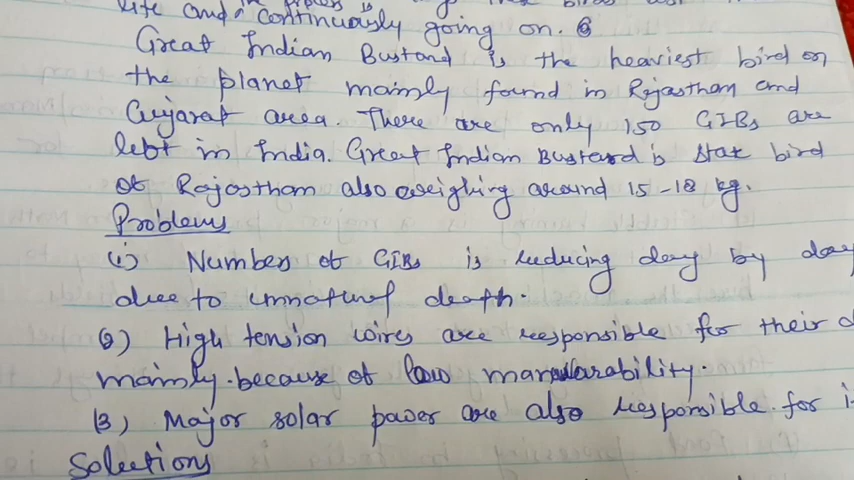 life and continuously going on.
Great Indian Bustand is the heaviest bird on
the planet mainly found in Rajasthan and
Gujarat area. There are only 150 GIBs are
left in India. Great Indian Bustard is state bird
of Rajasthan also weighing around 15-18 kg.
Problems
(1) Number of GIBs is reducing day by day
due to unnatural death.
(2) High tension wires are responsible for their d
mainly because of low
(3) Major solar power are also responsible for i
Solutions